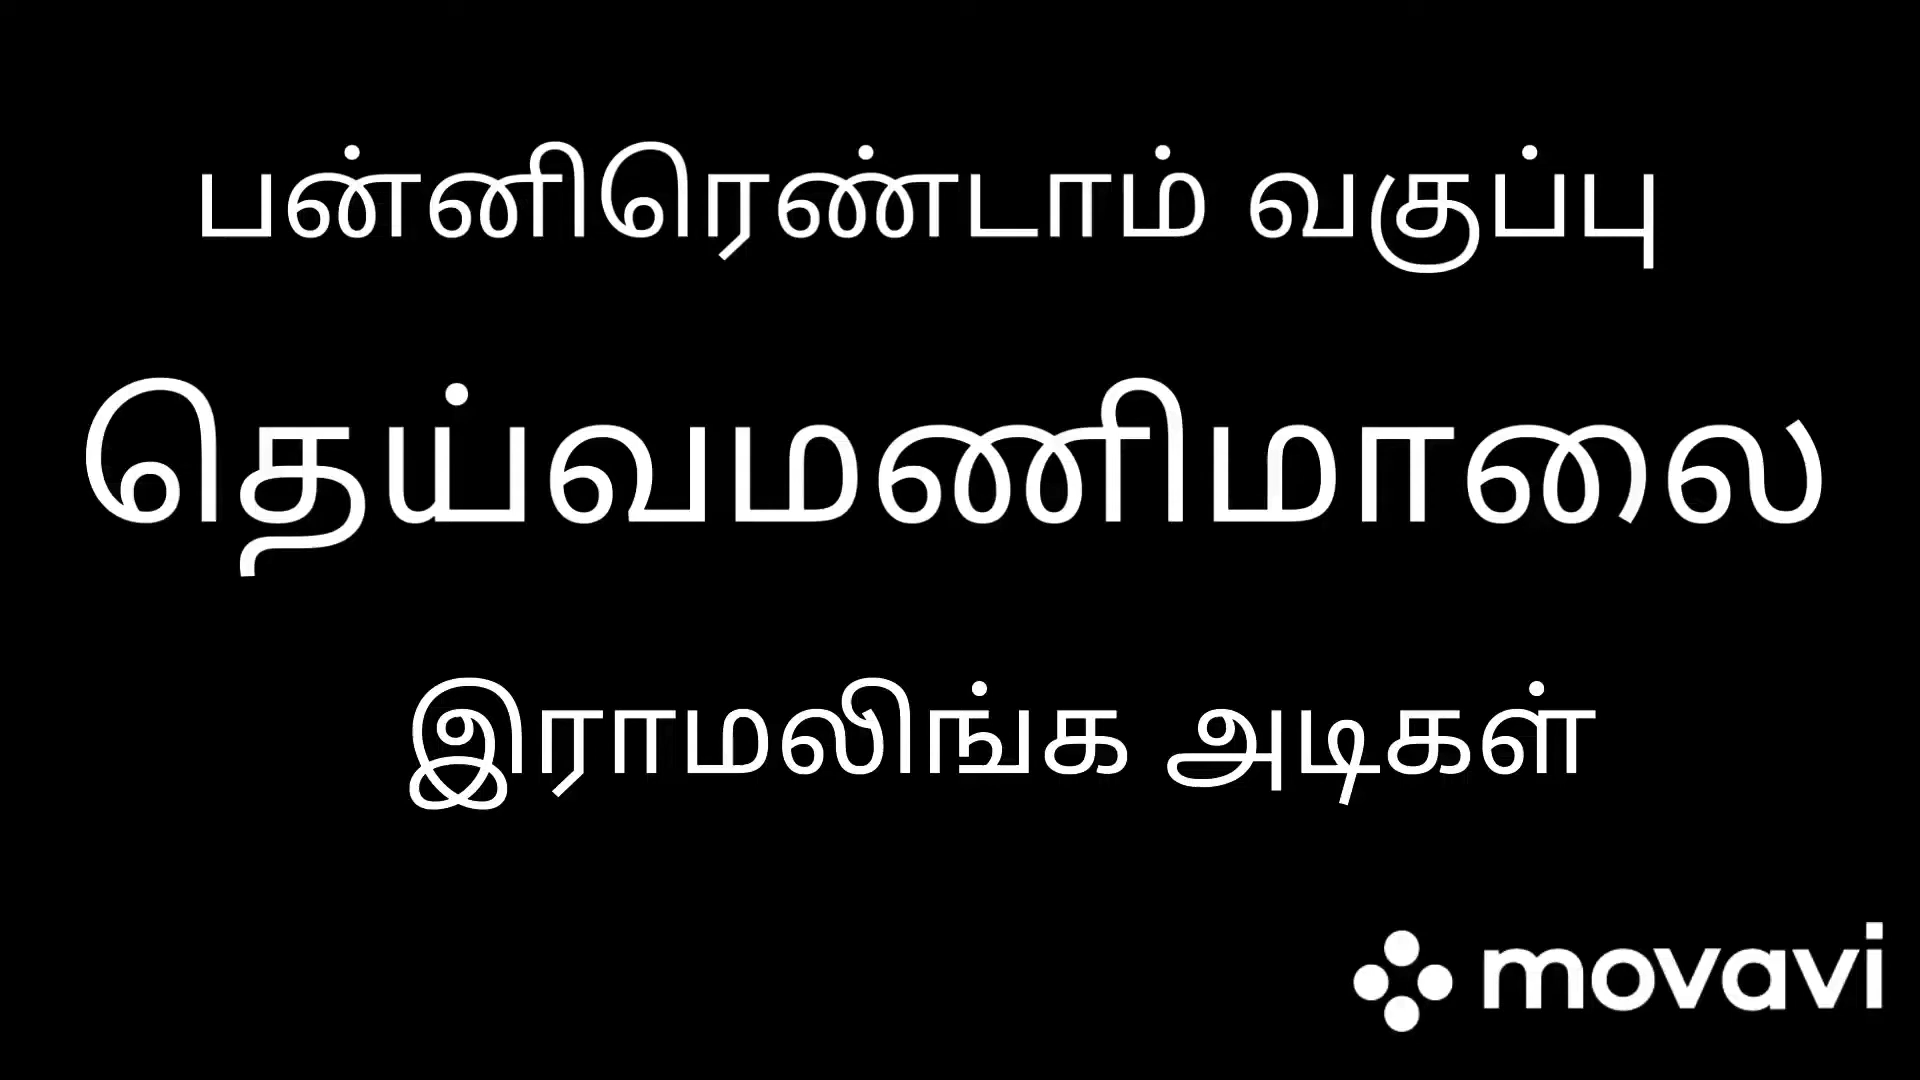 பன்னிரெண்டாம் வகுப்பு
தெய்வமணிமாலை
இராமலிங்க அடிகள்
movavi